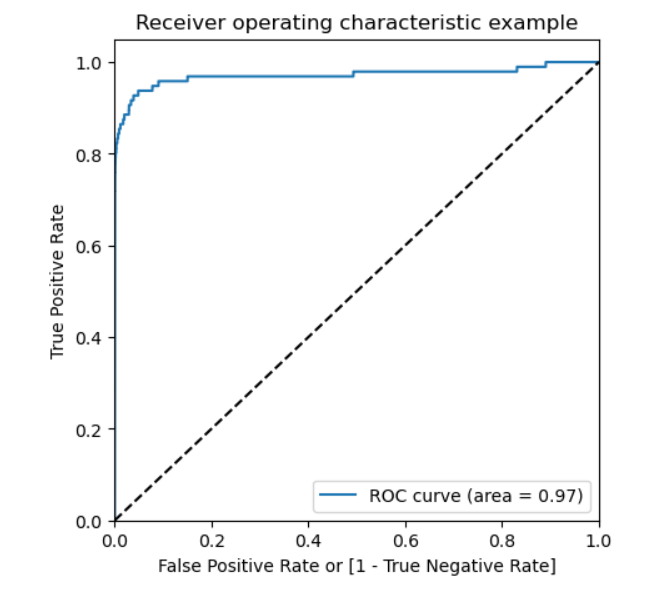 Receiver operating characteristic example
1.0
0.8
0.6
0.4
0.2
0.0
True Positive Rate
ROC curve (area = 0.97)
0.0 0.2 0.4 0.6 0.8 1.0
False Positive Rate or [1 - True Negative Rate]